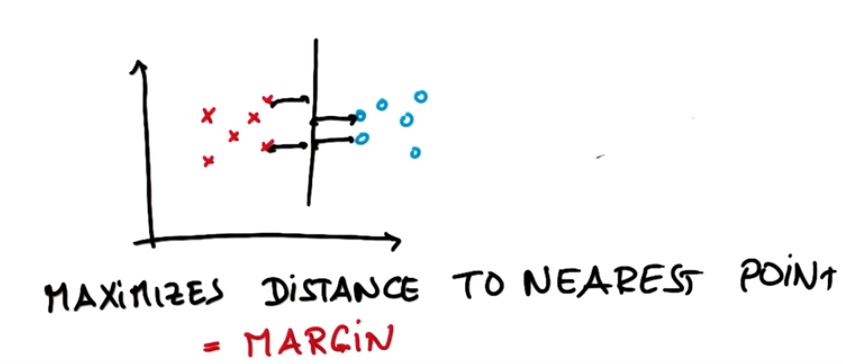 MAXIMIZES DISTANCE TO NEAREST POINT
= MARGIN